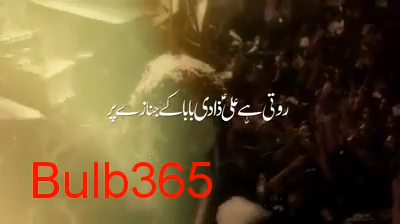 روتی ہے علیؑ ذادی بابا کے جنازے پر
Bulb365